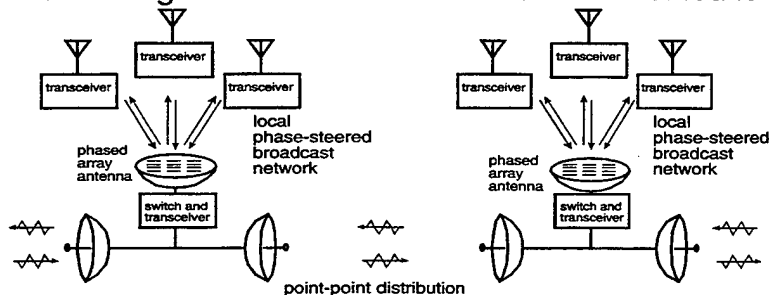 transceiver
transceiver
transceiver
local
phase-steered
broadcast
network
phased
array
antenna
switch and
transceiver
transceiver
transceiver
transceiver
local
phase-steered
broadcast
network
phased
array
antenna
switch and
transceiver
point-point distribution